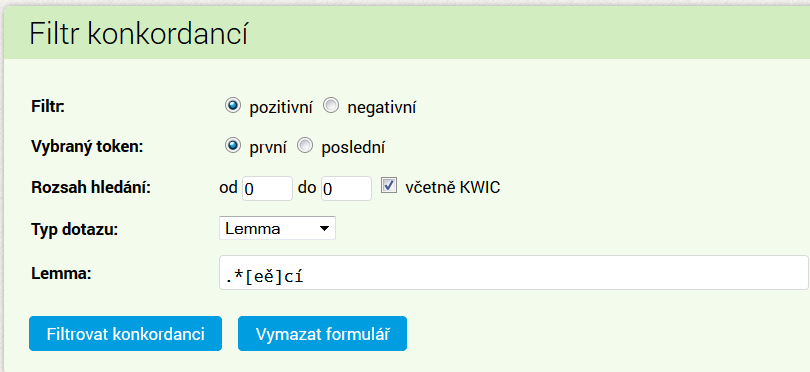 Filtr konkordancí
Filtr: pozitivní negativní
Vybraný token: první poslední
Rozsah hledání: od 0 do 0 včetně KWIC
Typ dotazu: Lemma
Lemma: .*[eě]cí
Filtrovat konkordanci Vymazat formulář